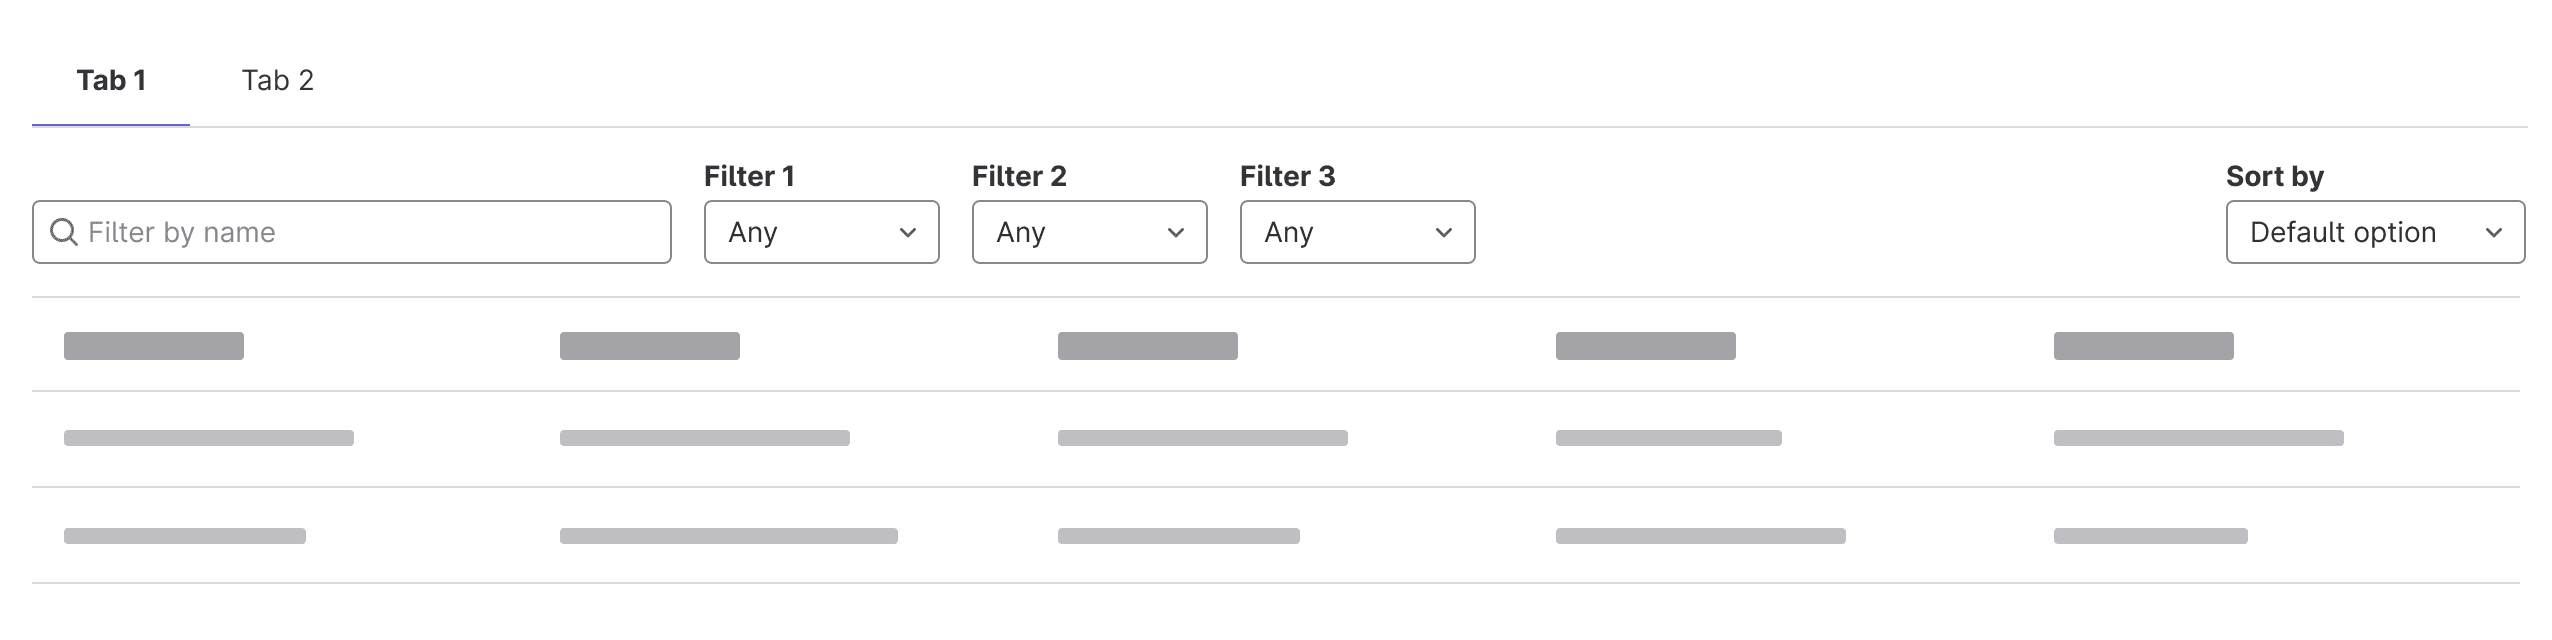 Tab 1 Tab 2
Filter 1 Filter 2 Filter 3 Sort by
Filter by name Any Any Any Default option